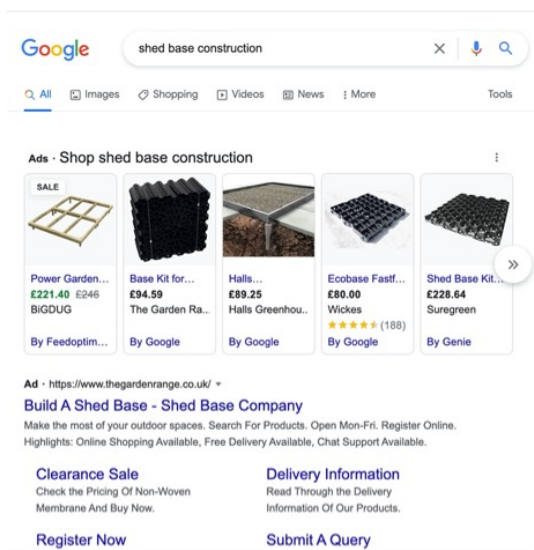 Google
shed base construction
All Images Shopping Videos News More Tools
Ads · Shop shed base construction
SALE
Power Garden...
£221.40 £246
BiGDUG
By Feedoptim...
Base Kit for...
£94.59
The Garden Ra...
By Google
Halls...
£89.25
Halls Greenhou..
By Google
Ecobase Fastf...
£80.00
Wickes
(188)
By Google
Shed Base Kit...
£228.64
Suregreen
By Genie
Ad · https://www.thegardenrange.co.uk/
Build A Shed Base - Shed Base Company
Make the most of your outdoor spaces. Search For Products. Open Mon-Fri. Register Online.
Highlights: Online Shopping Available, Free Delivery Available, Chat Support Available.
Clearance Sale
Check the Pricing Of Non-Woven
Membrane And Buy Now.
Delivery Information
Read Through the Delivery
Information Of Our Products.
Register Now
Submit A Query